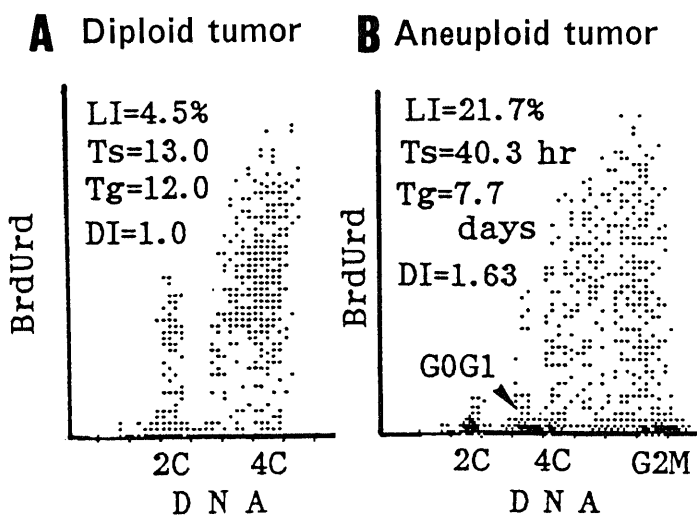 A Diploid tumor
LI=4.5%
Ts=13.0
Tg=12.0
DI=1.0
BrdUrd
2C 4C
D N A
B Aneuploid tumor
LI=21.7%
Ts=40.3 hr
Tg=7.7
days
DI=1.63
G0G1
BrdUrd
2C 4C G2M
D N A